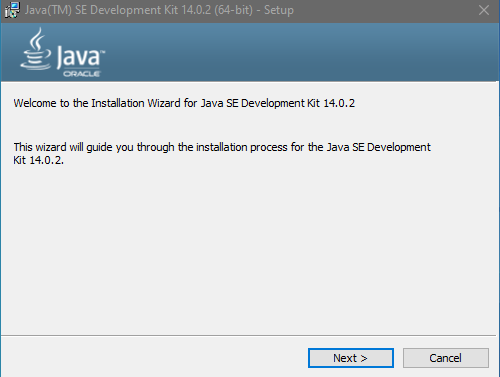 Java(TM) SE Development Kit 14.0.2 (64-bit) - Setup
Java™
ORACLE
Welcome to the Installation Wizard for Java SE Development Kit 14.0.2
This wizard will guide you through the installation process for the Java SE Development
Kit 14.0.2.
Next >
Cancel